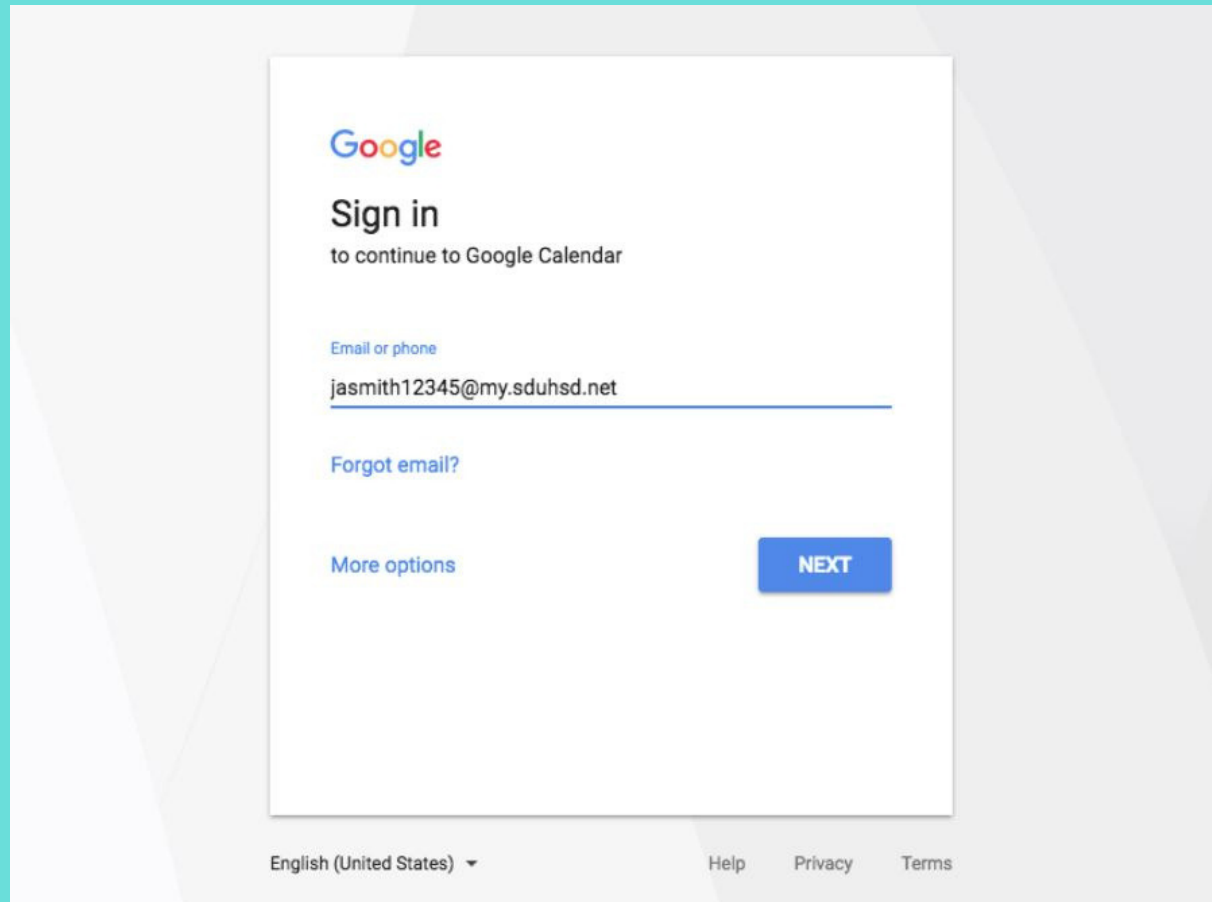 Google
Sign in
to continue to Google Calendar
Email or phone
jasmith12345@my.sduhsd.net
Forgot email?
More options
NEXT
English (United States)
Help Privacy Terms